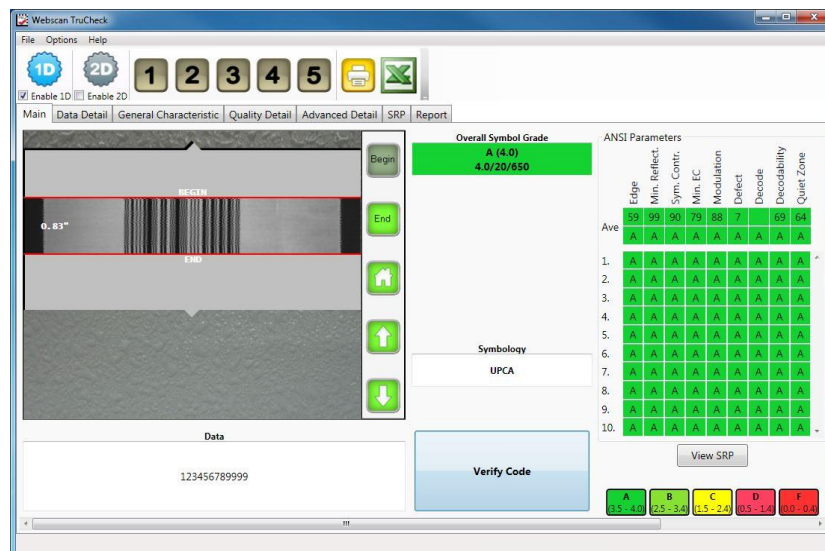 Webscan TruCheck
File Options Help
1D 2D 1 2 3 4 5
Enable 1D Enable 2D
Main Data Detail General Characteristic Quality Detail Advanced Detail SRP Report
BEGIN
0.83"
END
Begin
End
Overall Symbol Grade
A (4.0)
4.0/20/650
Symbology
UPCA
Data
123456789999
Verify Code
ANSI Parameters
Edge Min. Reflect. Sym. Contr. Min. EC Modulation Defect Decode Decodability Quiet Zone
Ave 59 99 90 79 88 7 69 64
A A A A A A A A A
1. A A A A A A A A A
2. A A A A A A A A A
3. A A A A A A A A A
4. A A A A A A A A A
5. A A A A A A A A A
6. A A A A A A A A A
7. A A A A A A A A A
8. A A A A A A A A A
9. A A A A A A A A A
10. A A A A A A A A A
View SRP
A B C D F
(3.5 - 4.0) (2.5 - 3.4) (1.5 - 2.4) (0.5 - 1.4) (0.0 - 0.4)